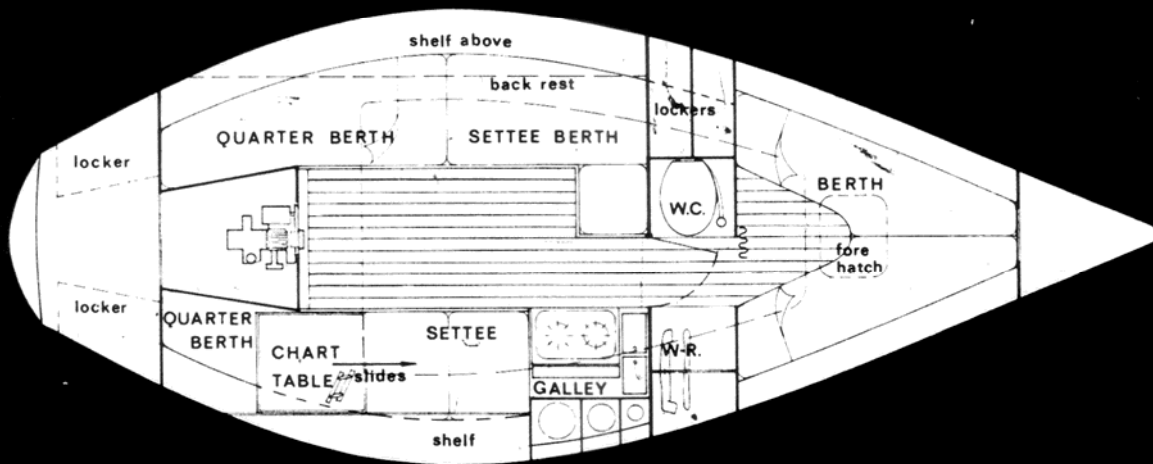 shelf above
back rest
lockers
QUARTER BERTH
SETTEE BERTH
locker
BERTH
W.C.
fore
hatch
locker
QUARTER
BERTH
SETTEE
CHART
TABLE
slides
W-R.
GALLEY
shelf